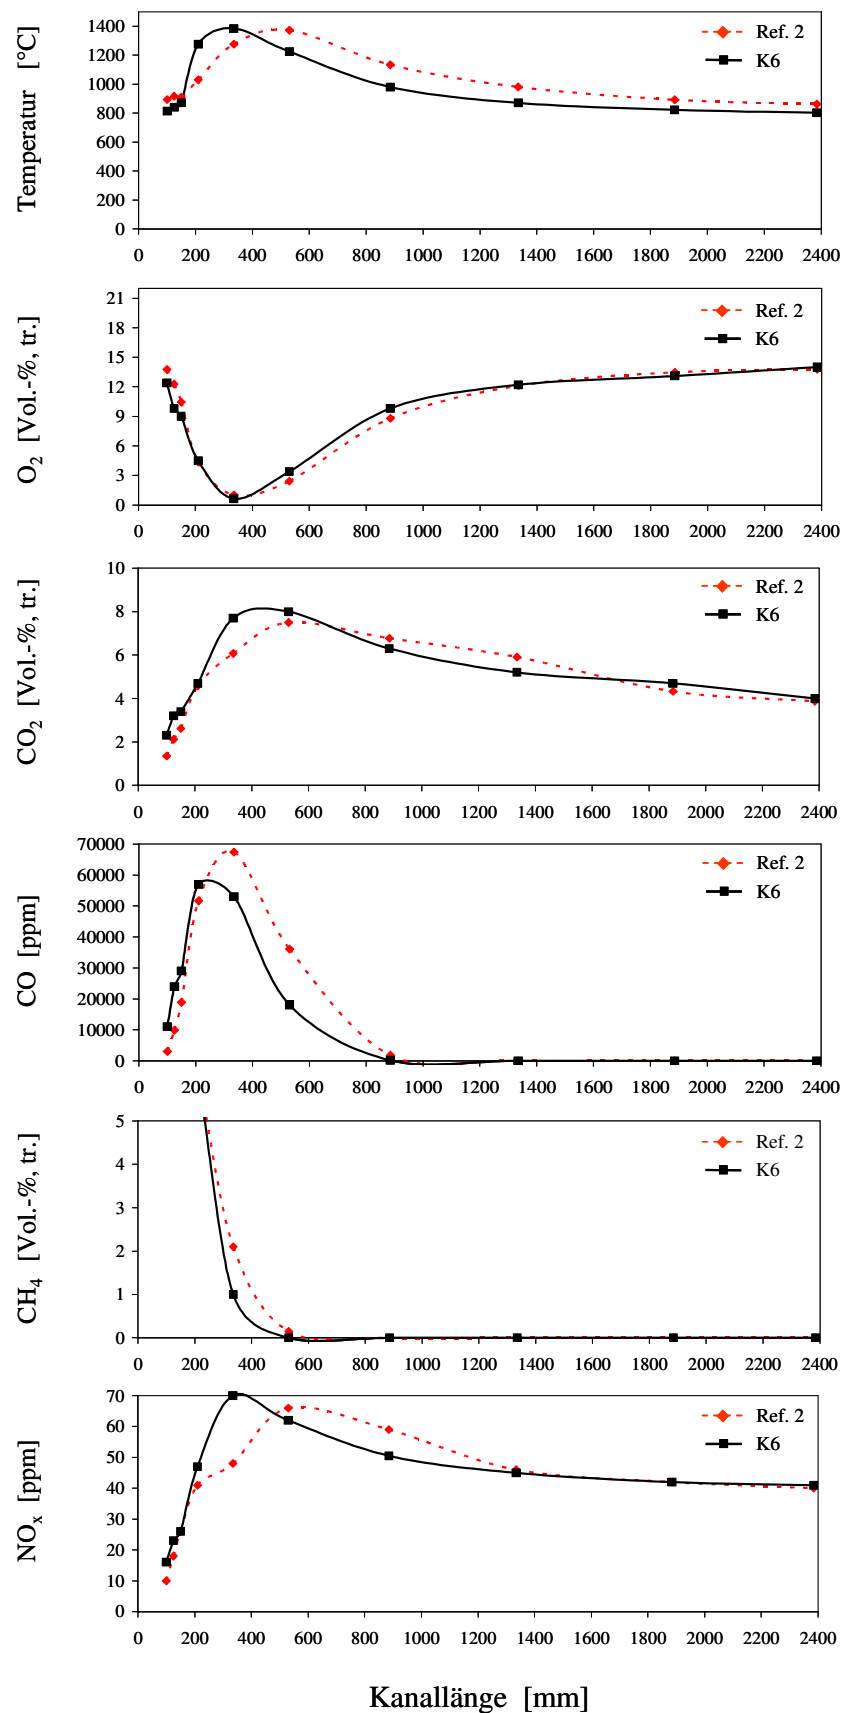 Temperatur [°C]
1400
1200
1000
800
600
400
200
0
Ref. 2
K6
0 200 400 600 800 1000 1200 1400 1600 1800 2000 2200 2400
O2 [Vol.-%, tr.]
21
18
15
12
9
6
3
0
Ref. 2
K6
0 200 400 600 800 1000 1200 1400 1600 1800 2000 2200 2400
CO2 [Vol.-%, tr.]
10
8
6
4
2
0
Ref. 2
K6
0 200 400 600 800 1000 1200 1400 1600 1800 2000 2200 2400
CO [ppm]
70000
60000
50000
40000
30000
20000
10000
0
Ref. 2
K6
0 200 400 600 800 1000 1200 1400 1600 1800 2000 2200 2400
CH4 [Vol.-%, tr.]
5
4
3
2
1
0
Ref. 2
K6
0 200 400 600 800 1000 1200 1400 1600 1800 2000 2200 2400
NOx [ppm]
70
60
50
40
30
20
10
0
Ref. 2
K6
0 200 400 600 800 1000 1200 1400 1600 1800 2000 2200 2400
Kanallänge [mm]